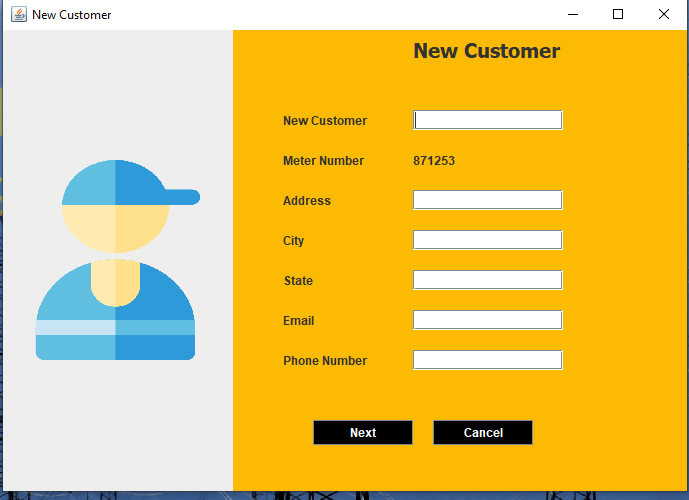 New Customer
New Customer
New Customer
Meter Number 871253
Address
City
State
Email
Phone Number
Next Cancel